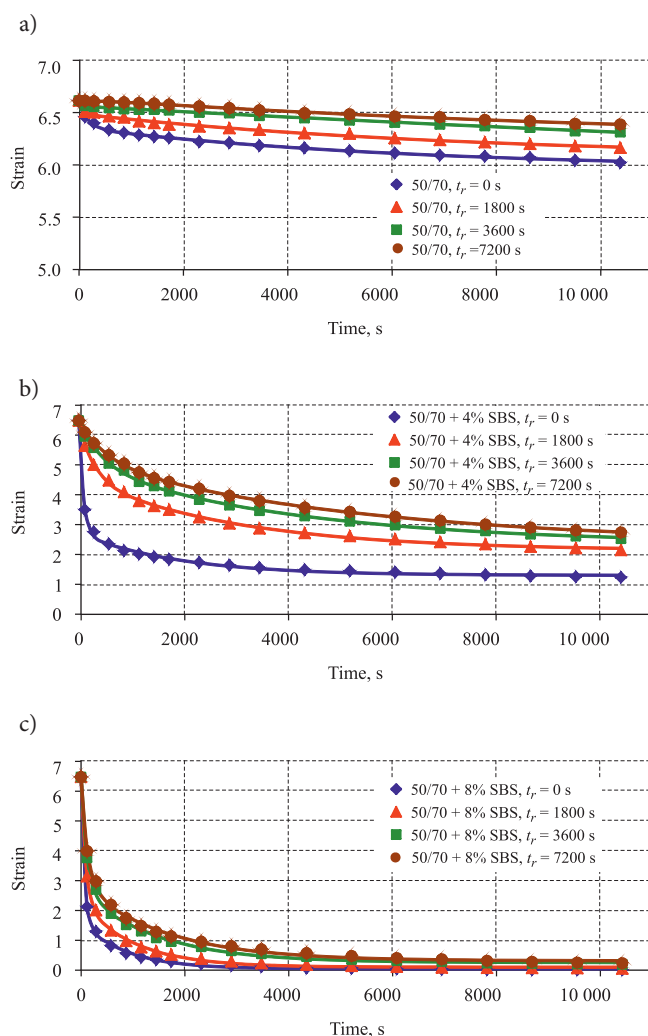 a)
7.0
6.5
6.0
5.5
5.0
Strain
50/70, tr = 0 s
50/70, tr = 1800 s
50/70, tr = 3600 s
50/70, tr =7200 s
0 2000 4000 6000 8000 10 000
Time, s
b)
7
6
5
4
3
2
1
0
Strain
50/70 + 4% SBS, tr = 0 s
50/70 + 4% SBS, tr = 1800 s
50/70 + 4% SBS, tr = 3600 s
50/70 + 4% SBS, tr = 7200 s
0 2000 4000 6000 8000 10 000
Time, s
c)
7
6
5
4
3
2
1
0
Strain
50/70 + 8% SBS, tr = 0 s
50/70 + 8% SBS, tr = 1800 s
50/70 + 8% SBS, tr = 3600 s
50/70 + 8% SBS, tr = 7200 s
0 2000 4000 6000 8000 10 000
Time, s